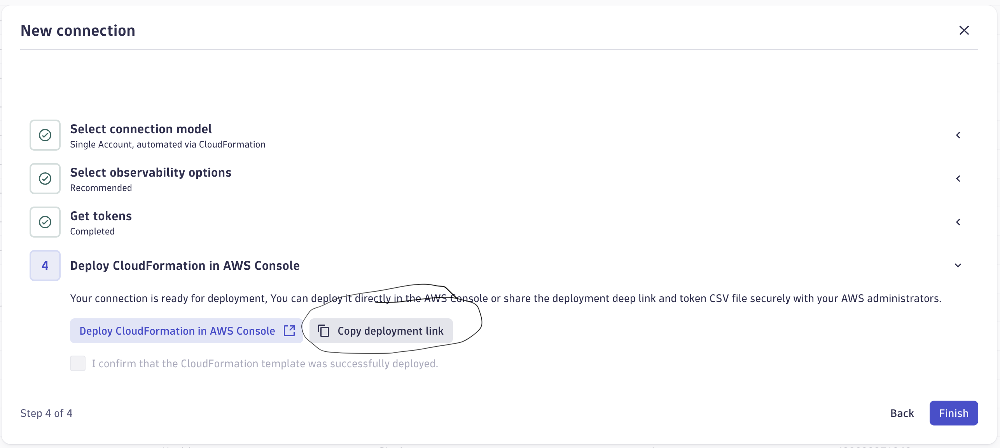 New connection
Select connection model
Single Account, automated via CloudFormation
Select observability options
Recommended
Get tokens
Completed
4
Deploy CloudFormation in AWS Console
Your connection is ready for deployment, You can deploy it directly in the AWS Console or share the deployment deep link and token CSV file securely with your AWS administrators.
Deploy CloudFormation in AWS Console
Copy deployment link
I confirm that the CloudFormation template was successfully deployed.
Step 4 of 4
Back
Finish